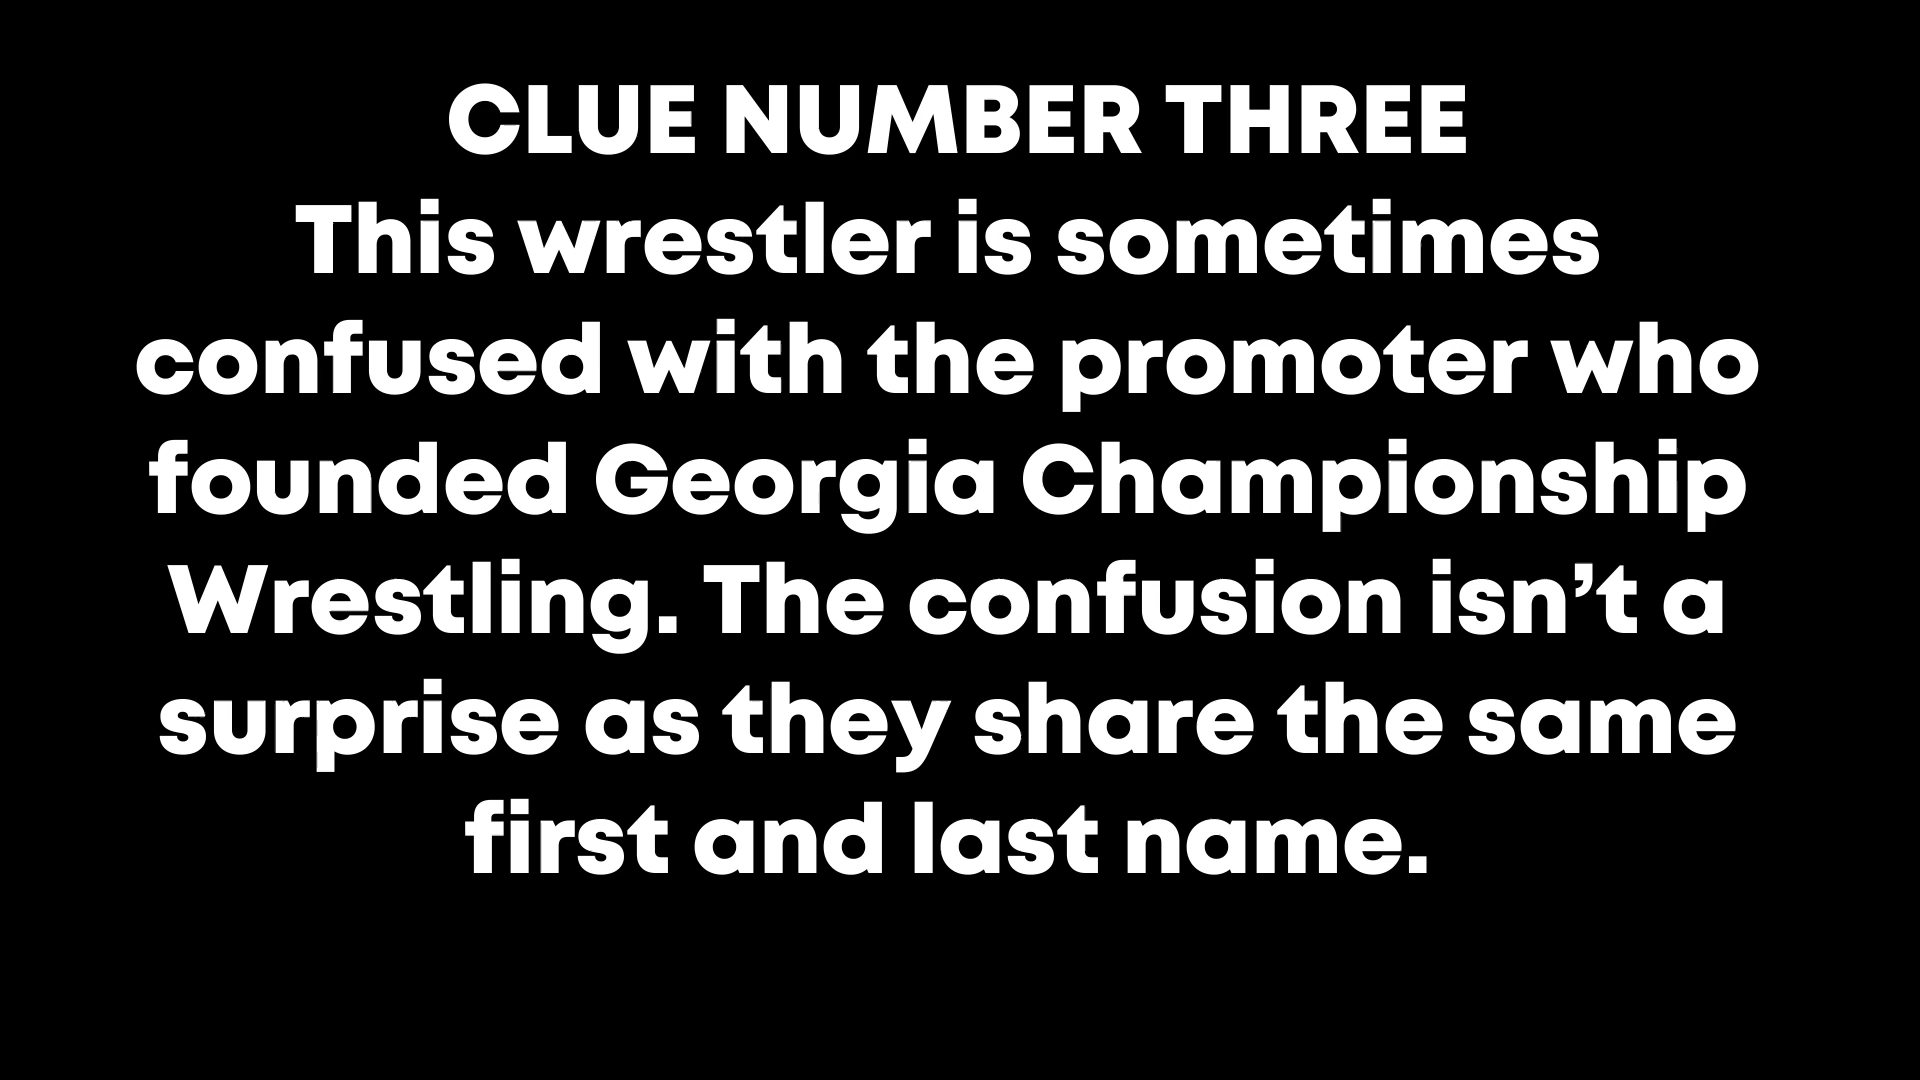 CLUE NUMBER THREE
This wrestler is sometimes
confused with the promoter who
founded Georgia Championship
Wrestling. The confusion isn’t a
surprise as they share the same
first and last name.